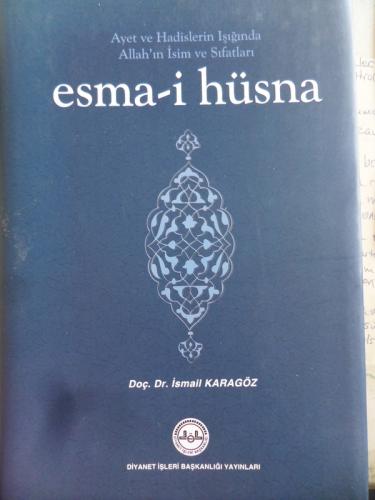 Ayet ve Hadislerin Işığında
Allah'ın İsim ve Sıfatları
esma-i hüsna
Doç. Dr. İsmail KARAGÖZ
DİYANET İŞLERİ BAŞKANLIĞI YAYINLARI